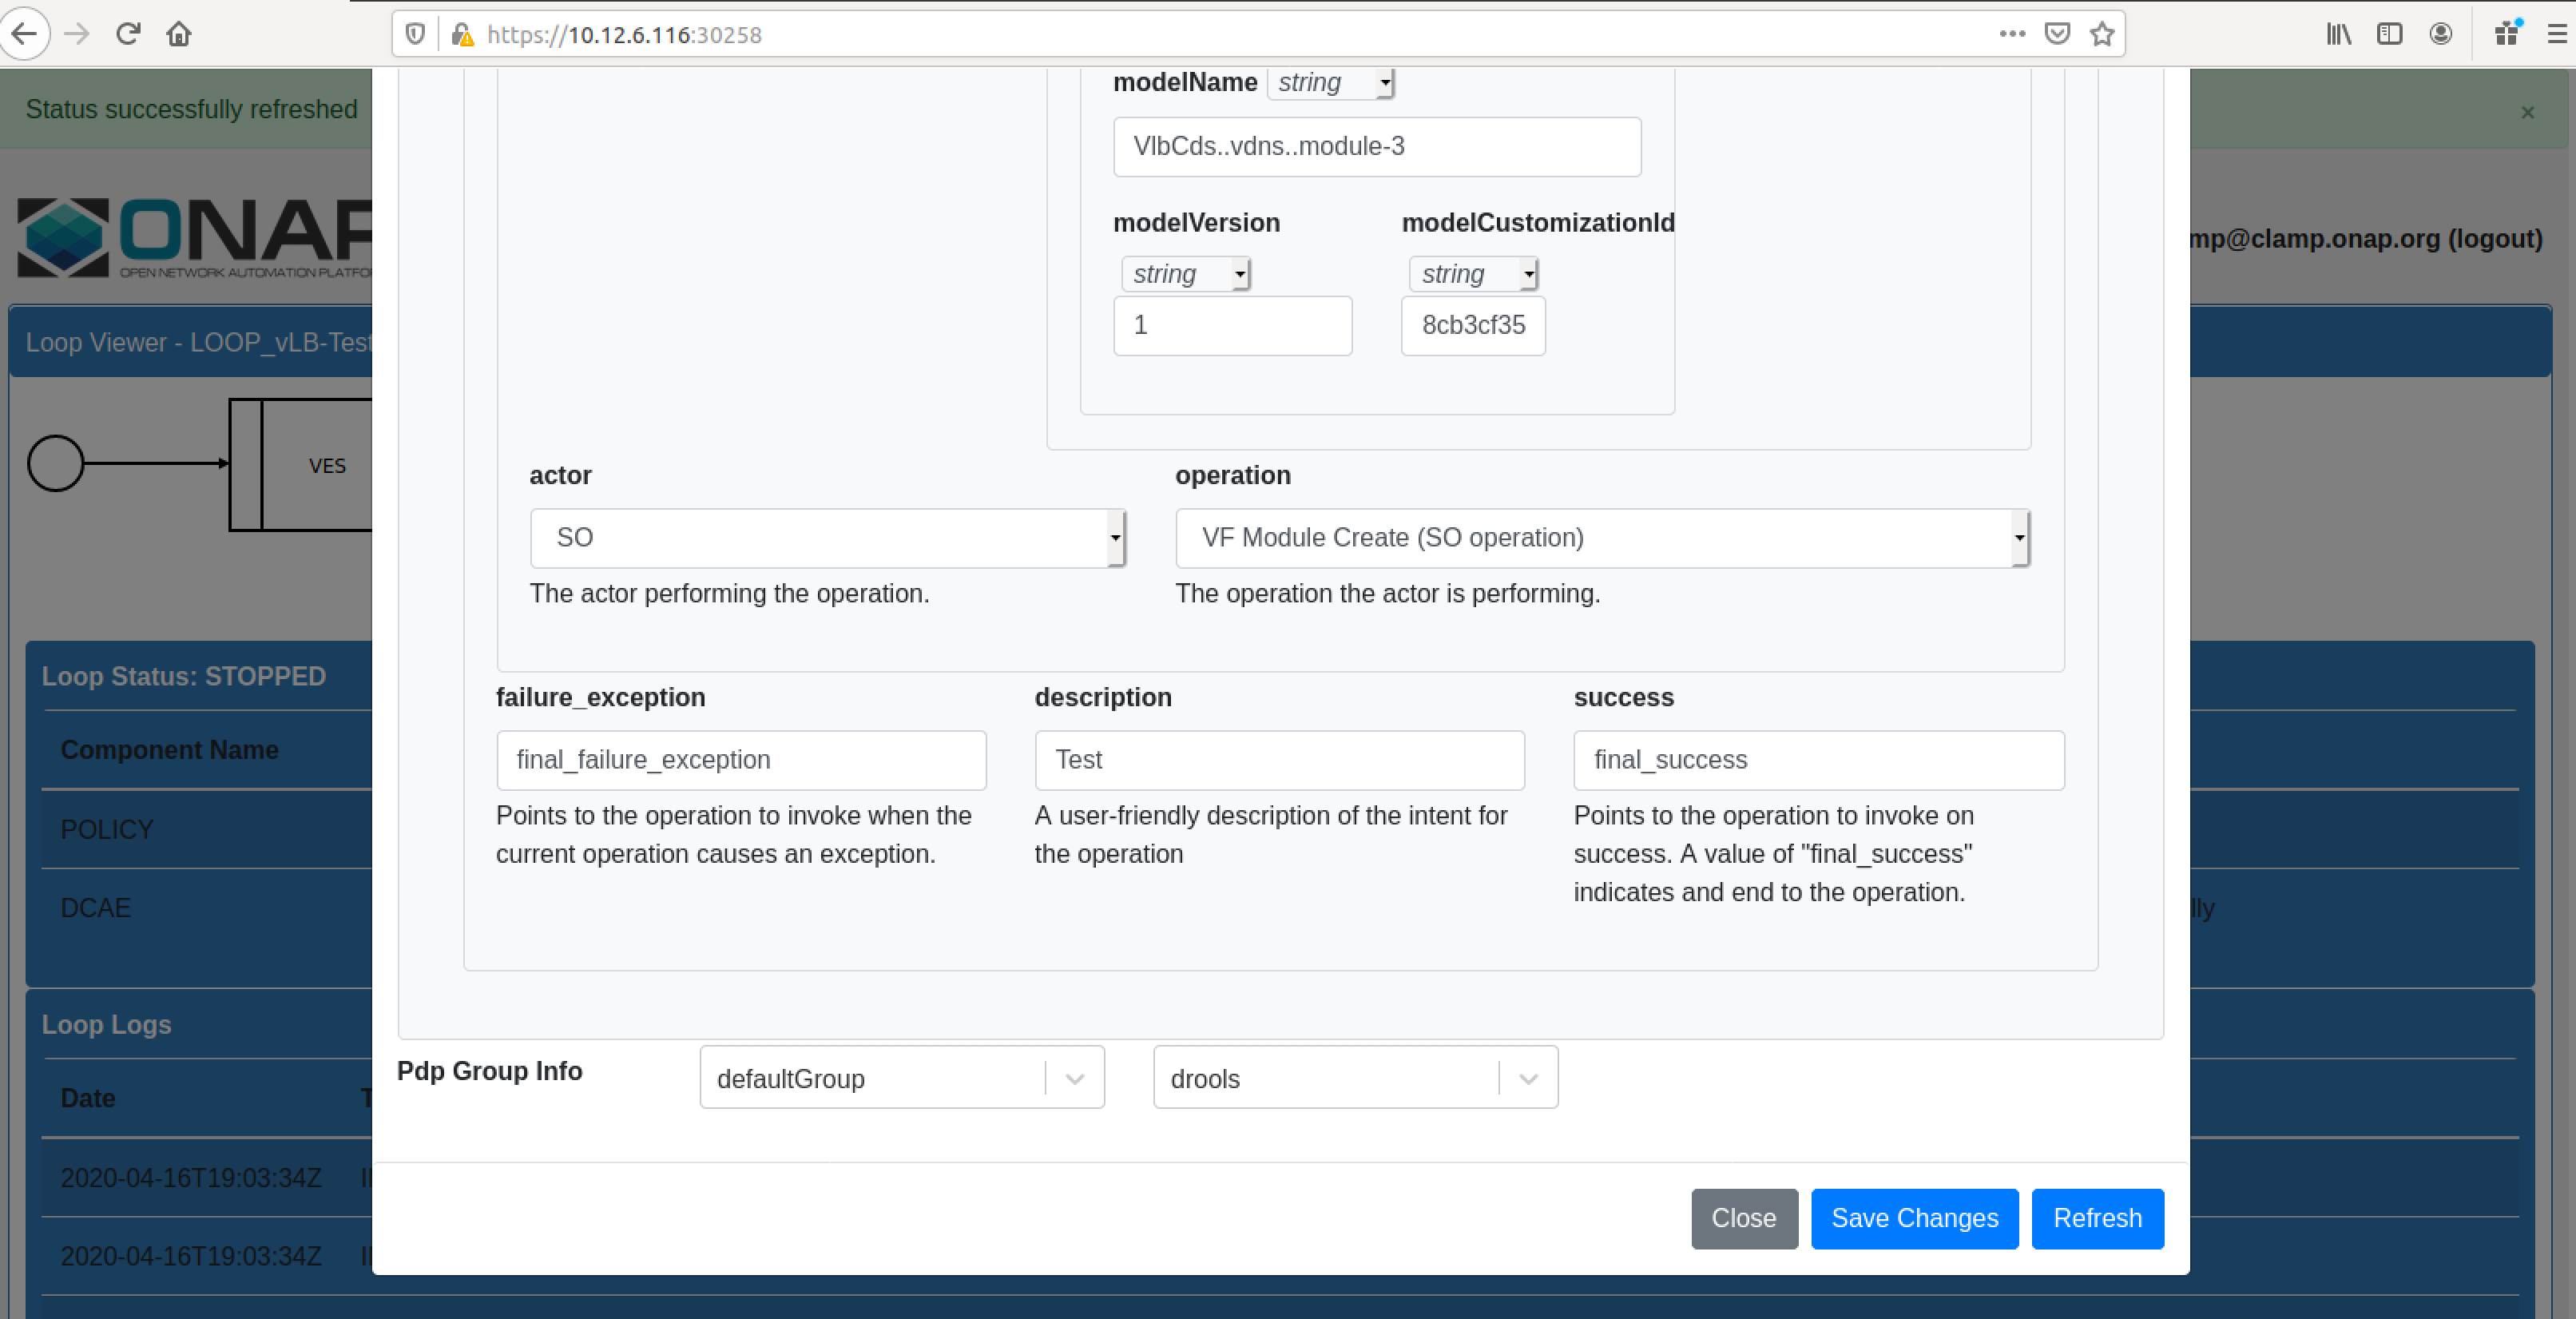 https://10.12.6.116:30258
Status successfully refreshed
×
ONAP
OPEN NETWORK AUTOMATION
mp@clamp.onap.org (logout)
Loop Viewer - LOOP_vLB-Test
VES
Loop Status: STOPPED
Component Name
POLICY
DCAE
lly
Loop Logs
Date
2020-04-16T19:03:34Z
2020-04-16T19:03:34Z
modelName string
VlbCds..vdns..module-3
modelVersion modelCustomizationId
string string
1 8cb3cf35
actor operation
SO VF Module Create (SO operation)
The actor performing the operation. The operation the actor is performing.
failure_exception description success
final_failure_exception Test final_success
Points to the operation to invoke when the
current operation causes an exception.
A user-friendly description of the intent for
the operation
Points to the operation to invoke on
success. A value of "final_success"
indicates and end to the operation.
Pdp Group Info defaultGroup drools
Close Save Changes Refresh